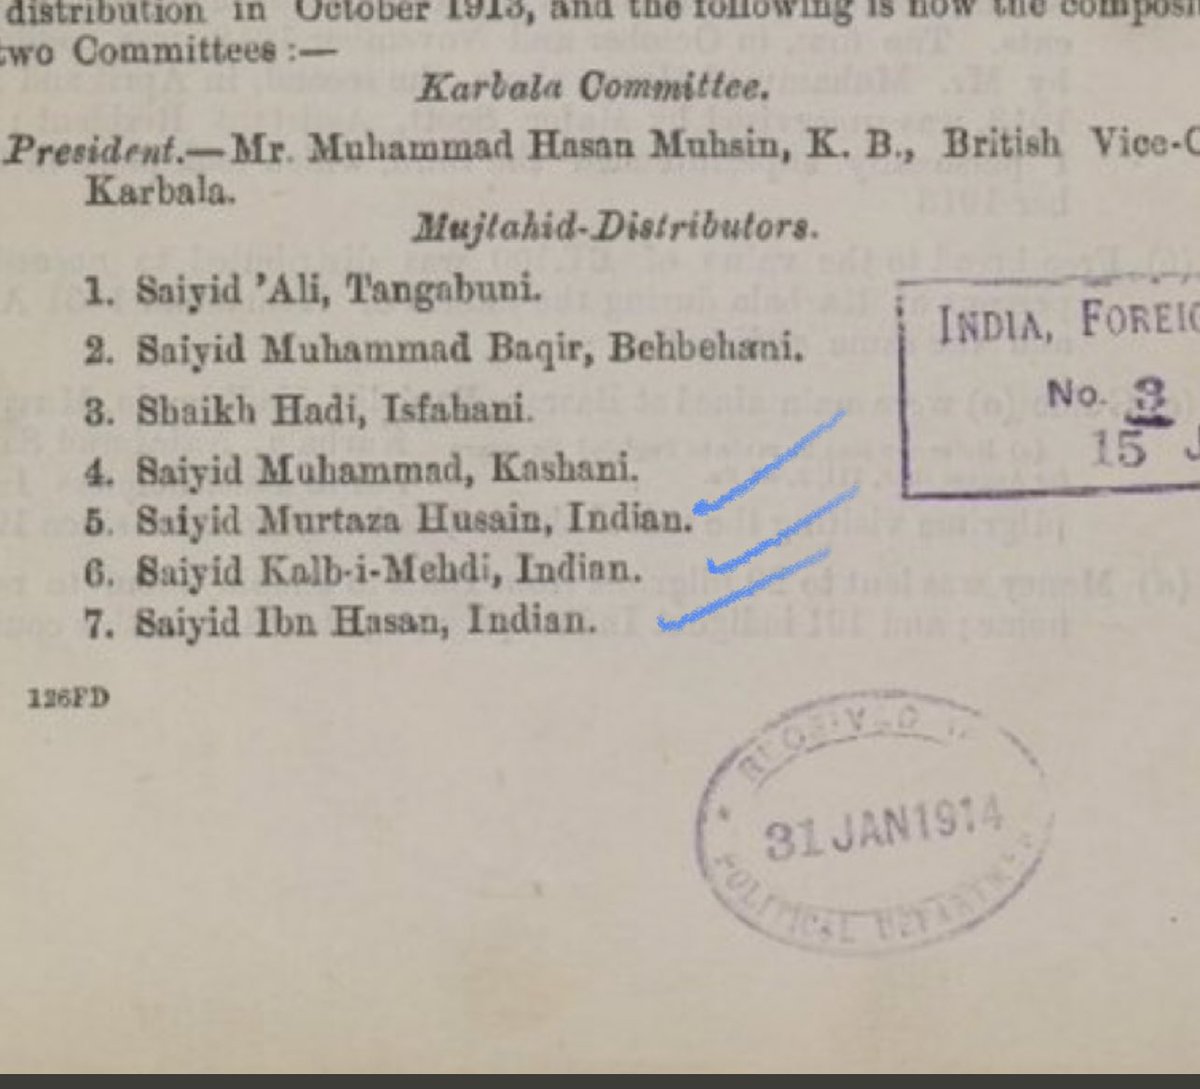 distribution in October 1913, and the following is now the
two Committees :—
Karbala Committee.
President.—Mr. Muhammad Hasan Muhsin, K. B., British Vice-C
Karbala.
Mujtahid-Distributors.
1. Saiyid 'Ali, Tangabuni.
2. Saiyid Muhammad Baqir, Behbehani.
3. Shaikh Hadi, Isfahani.
4. Saiyid Muhammad, Kashani.
5. Saiyid Murtaza Husain, Indian.
6. Saiyid Kalb-i-Mehdi, Indian.
7. Saiyid Ibn Hasan, Indian.
INDIA, FOREIG
No. 3
15 J
126FD
31 JAN 1914
POLITICAL DEPARTMENT